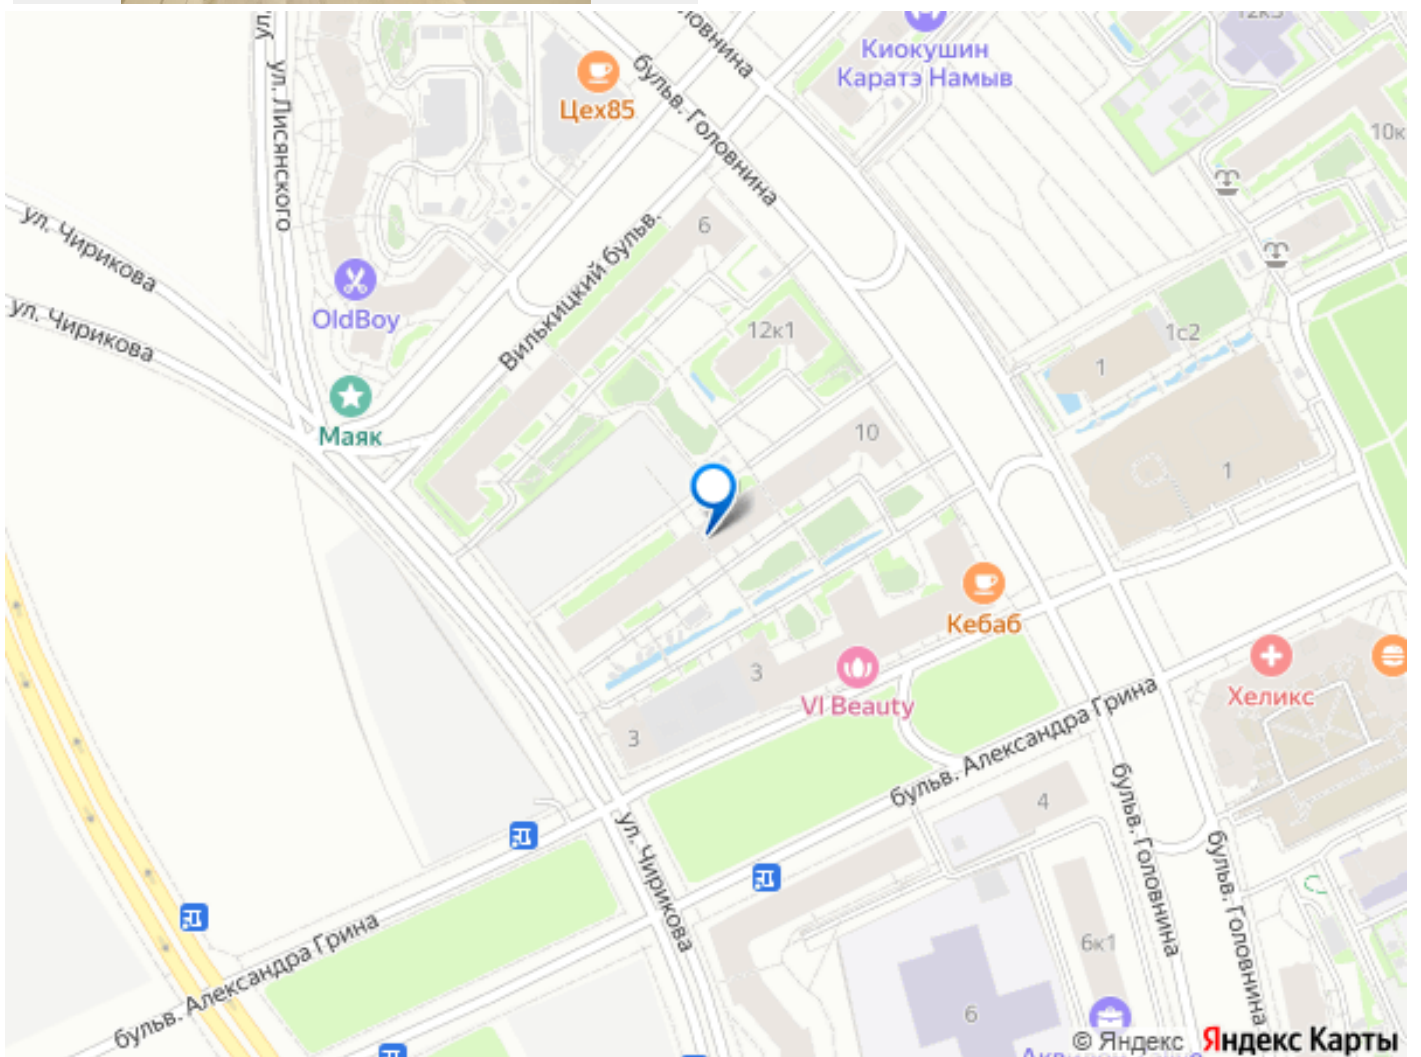 ул.
ул. Лисянского
ул. Чирикова
ул. Чирикова
Цех85
бульв. Головнина
Киокушин
Каратэ Намыв
10к
OldBoy
Вилькицкий бульв.
6
12к1
1с2
1
Маяк
10
1
Кебаб
3
VI Beauty
Хеликс
3
бульв. Александра Грина
4
ул. Чирикова
бульв. Головнина
бульв. Головнина
бульв. Александра Грина
6к1
6
© Яндекс Яндекс Карты